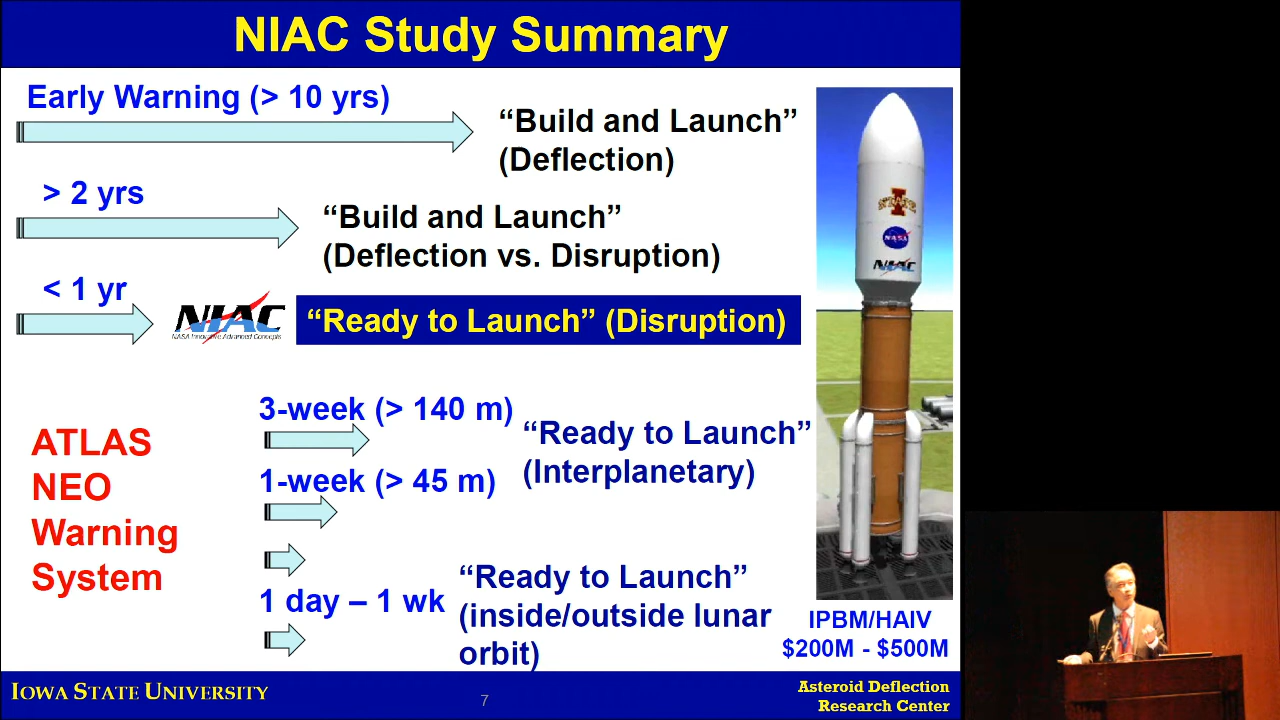 NIAC Study Summary
Early Warning (> 10 yrs)
“Build and Launch”
(Deflection)
> 2 yrs
“Build and Launch”
(Deflection vs. Disruption)
< 1 yr
NIAC
NASA Innovative Advanced Concepts
“Ready to Launch” (Disruption)
STATE
NASA
NIAC
ATLAS
NEO
Warning
System
3-week (> 140 m)
“Ready to Launch”
(Interplanetary)
1-week (> 45 m)
1 day – 1 wk
“Ready to Launch”
(inside/outside lunar
orbit)
IPBM/HAIV
$200M - $500M
IOWA STATE UNIVERSITY
7
Asteroid Deflection
Research Center